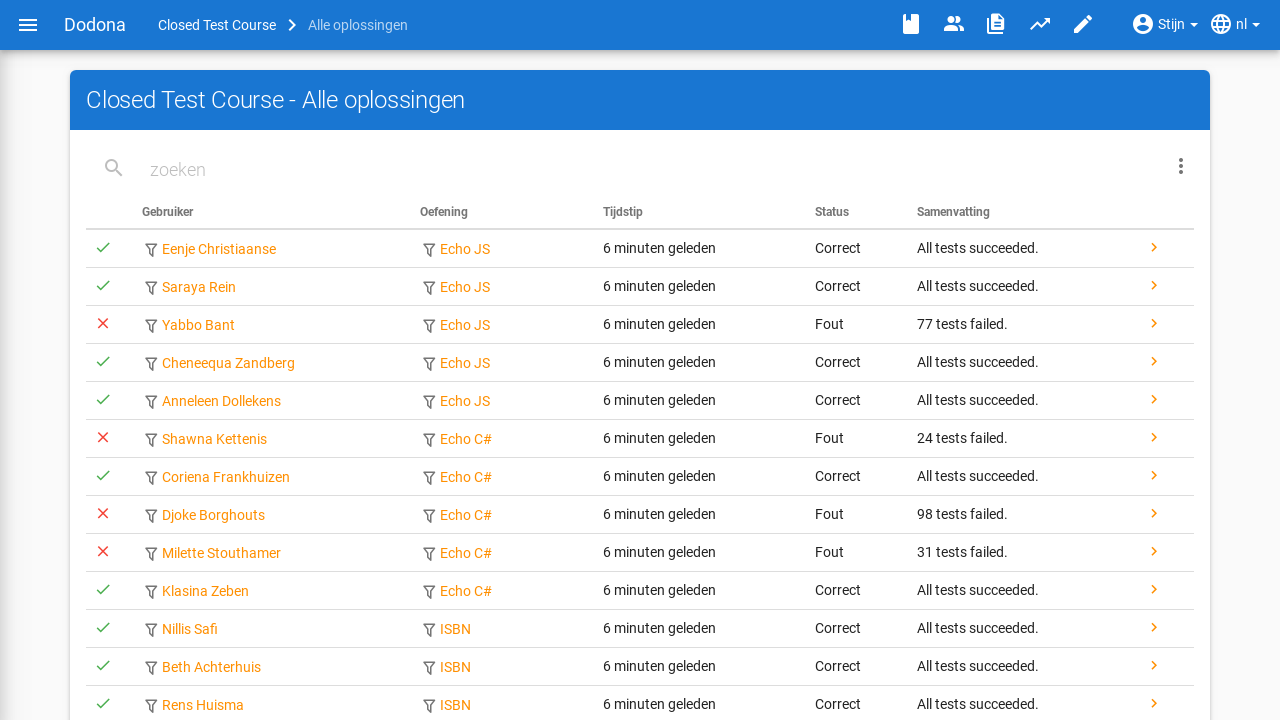 Dodona Closed Test Course Alle oplossingen Stijn nl
Closed Test Course - Alle oplossingen
zoeken
Gebruiker Oefening Tijdstip Status Samenvatting
Eenje Christiaanse Echo JS 6 minuten geleden Correct All tests succeeded.
Saraya Rein Echo JS 6 minuten geleden Correct All tests succeeded.
Yabbo Bant Echo JS 6 minuten geleden Fout 77 tests failed.
Cheneequa Zandberg Echo JS 6 minuten geleden Correct All tests succeeded.
Anneleen Dollekens Echo JS 6 minuten geleden Correct All tests succeeded.
Shawna Kettenis Echo C# 6 minuten geleden Fout 24 tests failed.
Coriena Frankhuizen Echo C# 6 minuten geleden Correct All tests succeeded.
Djoke Borghouts Echo C# 6 minuten geleden Fout 98 tests failed.
Milette Stouthamer Echo C# 6 minuten geleden Fout 31 tests failed.
Klasina Zeben Echo C# 6 minuten geleden Correct All tests succeeded.
Nillis Safi ISBN 6 minuten geleden Correct All tests succeeded.
Beth Achterhuis ISBN 6 minuten geleden Correct All tests succeeded.
Rens Huisma ISBN 6 minuten geleden Correct All tests succeeded.